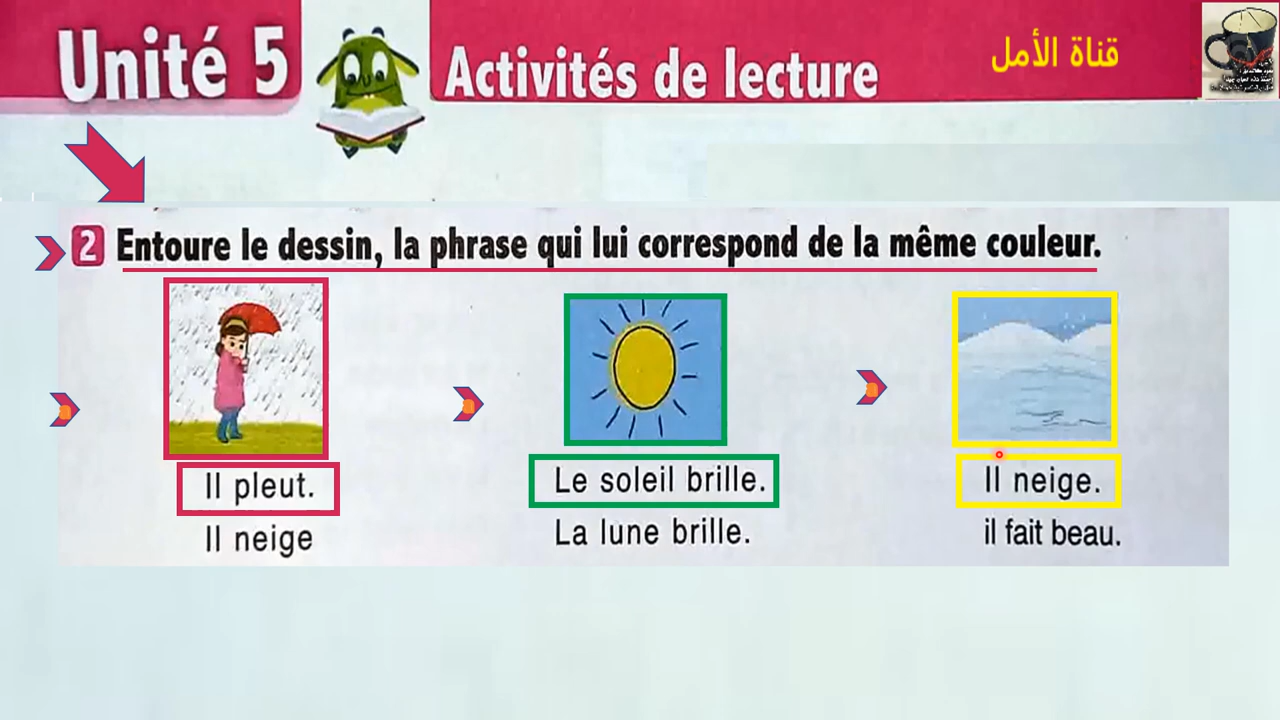 Unité 5
Activités de lecture
قناة الأمل
2 Entoure le dessin, la phrase qui lui correspond de la même couleur.
Il pleut.
Il neige
Le soleil brille.
La lune brille.
Il neige.
il fait beau.